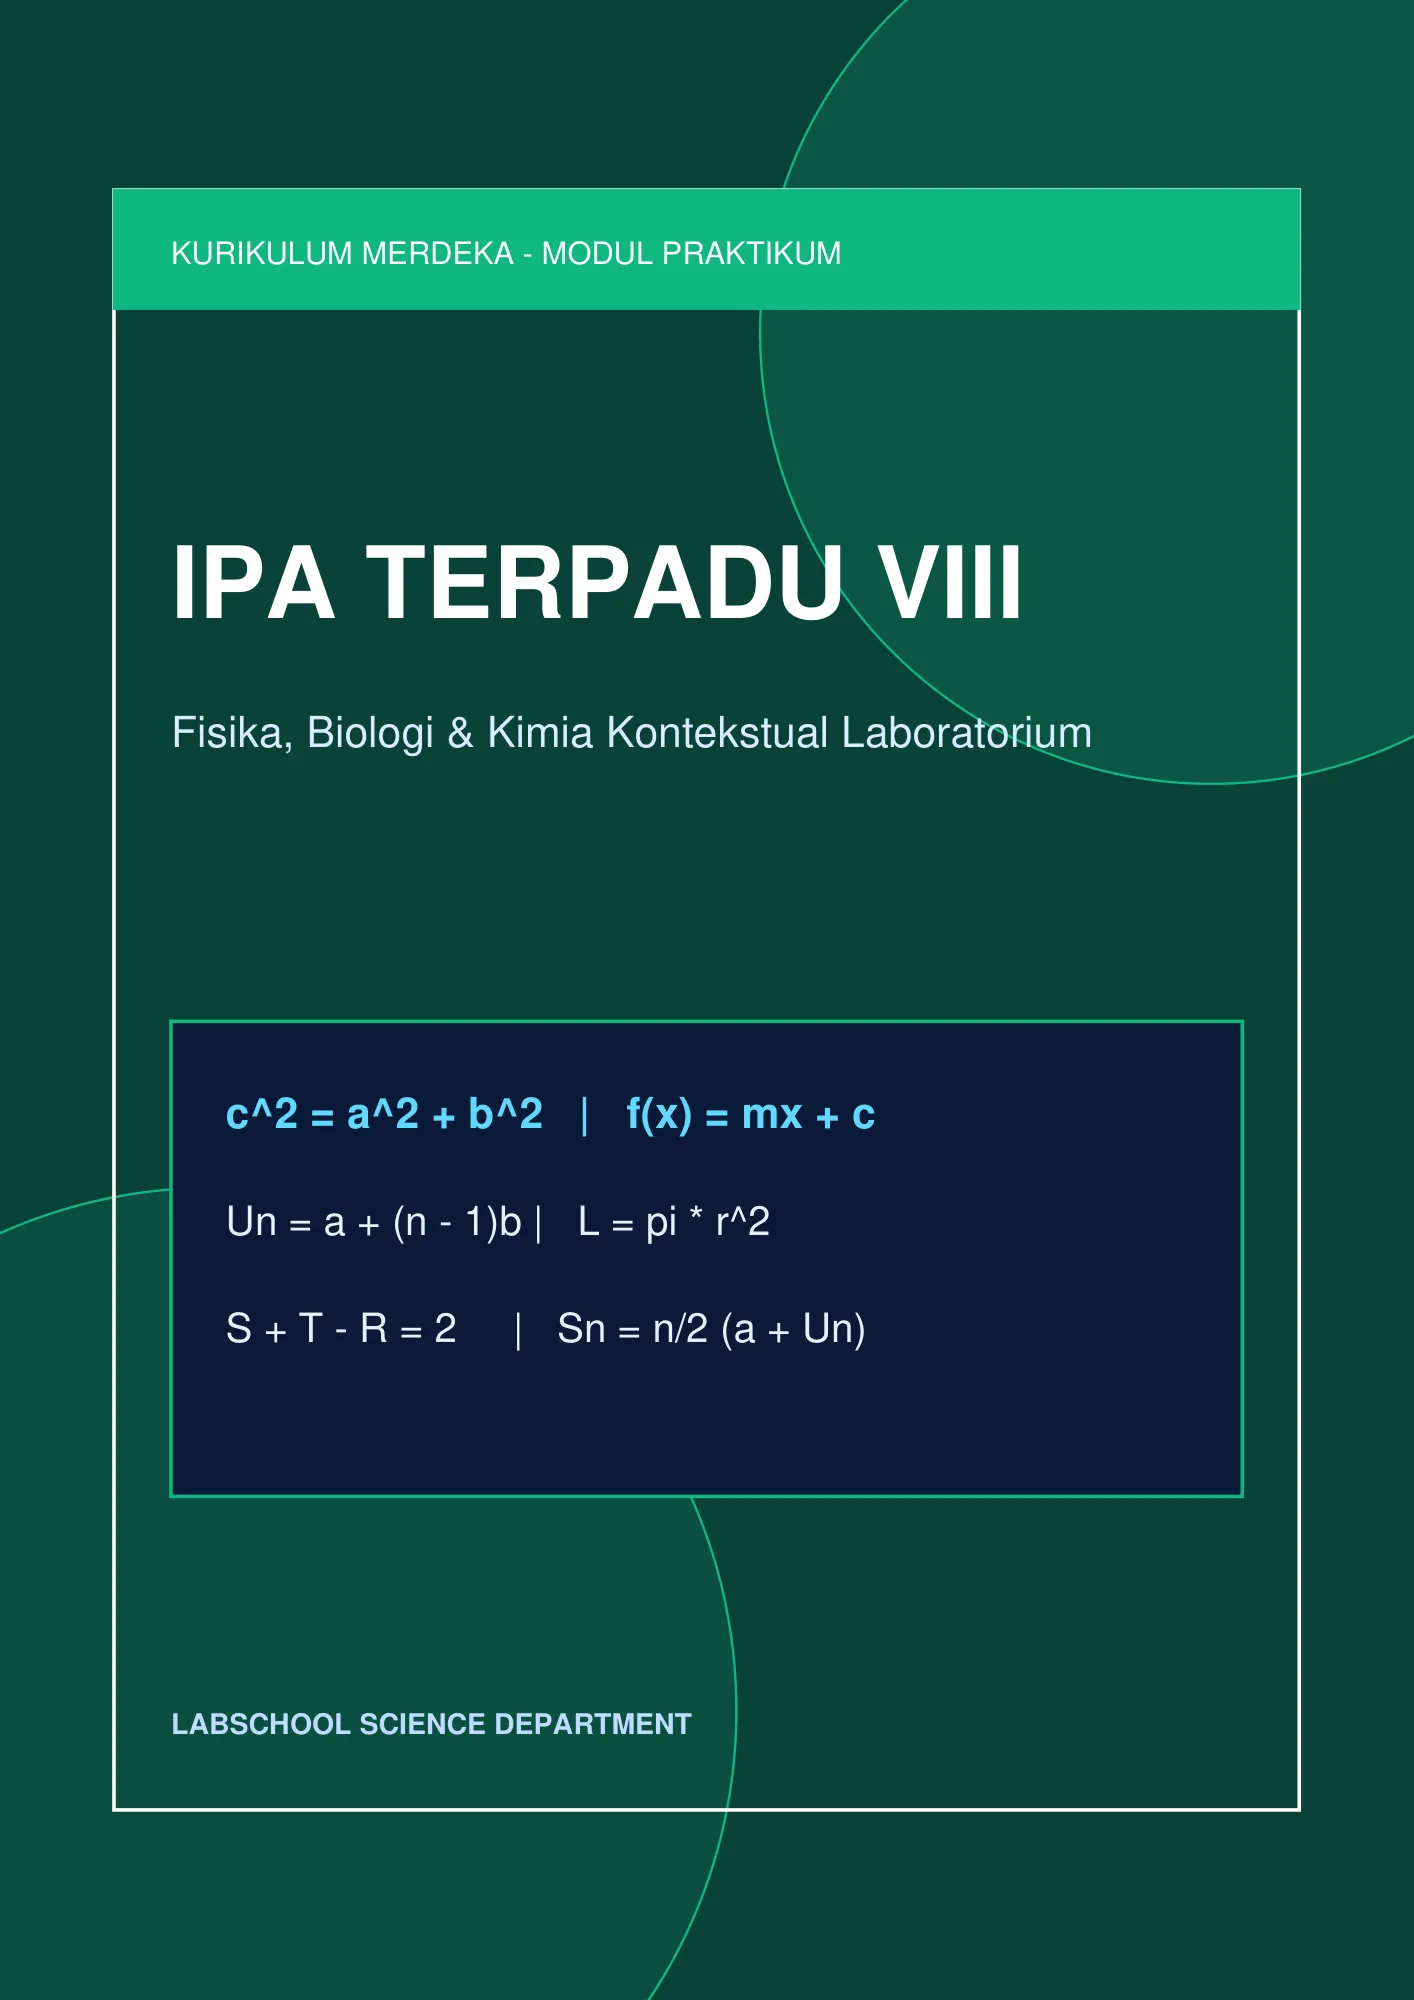 KURIKULUM MERDEKA - MODUL PRAKTIKUM
IPA TERPADU VIII
Fisika, Biologi & Kimia Kontekstual Laboratorium
c^2 = a^2 + b^2 | f(x) = mx + c
Un = a + (n - 1)b | L = pi * r^2
S + T - R = 2 | Sn = n/2 (a + Un)
LABSCHOOL SCIENCE DEPARTMENT